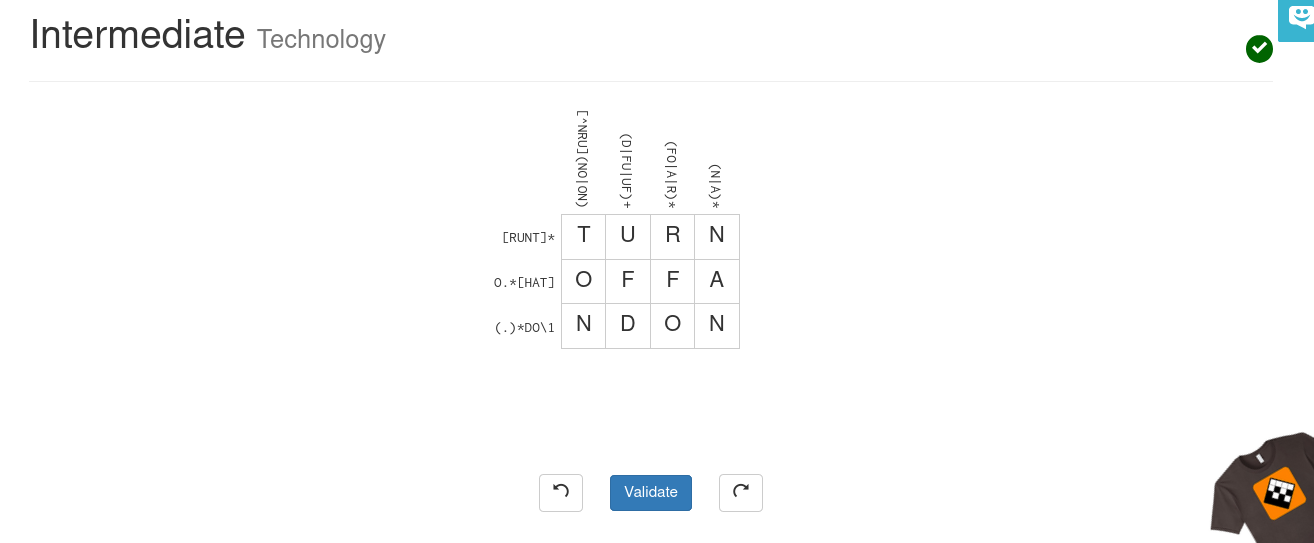 Intermediate Technology
[^NRU](NO|ON)
(D|FU|UF)+
(FO|A|R)*
(N|A)*
[RUNT]* T U R N
O.*[HAT] O F F A
(.)*DO\1 N D O N
Validate